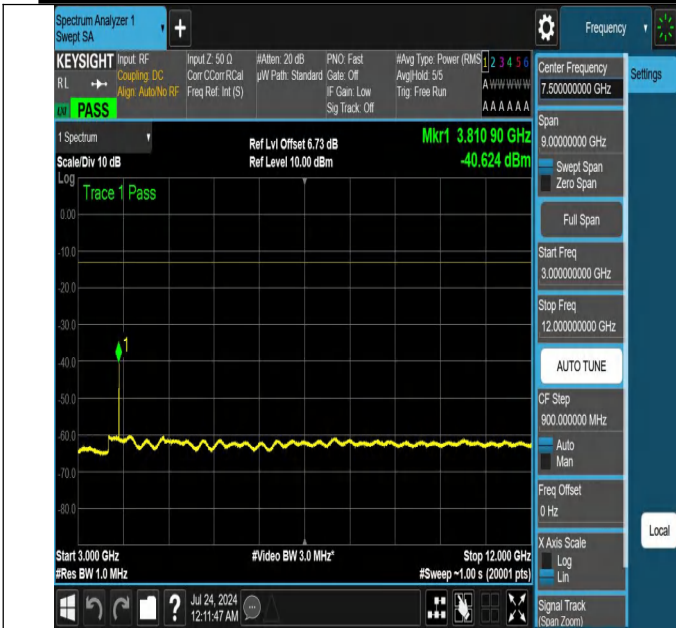 Spectrum Analyzer 1
Swept SA
+
Frequency
KEYSIGHT
RL
PASS
Input: RF
Coupling: DC
Align: Auto/No RF
Input Z: 50 Ω
Corr CCorr RCal
Freq Ref: Int (S)
#Atten: 20 dB
µW Path: Standard
PNO: Fast
Gate: Off
IF Gain: Low
Sig Track: Off
#Avg Type: Power (RMS
Avg|Hold: 5/5
Trig: Free Run
1 2 3 4 5 6
A W W W W W
A A A A A A
1 Spectrum
Scale/Div 10 dB
Log
Ref Lvl Offset 6.73 dB
Ref Level 10.00 dBm
Mkr1 3.810 90 GHz
-40.624 dBm
Trace 1 Pass
0.00
-10.0
-20.0
-30.0
1
-40.0
-50.0
-60.0
-70.0
-80.0
Start 3.000 GHz
#Res BW 1.0 MHz
#Video BW 3.0 MHz*
Stop 12.000 GHz
#Sweep ~1.00 s (20001 pts)
?
Jul 24, 2024
12:11:47 AM
Center Frequency
7.500000000 GHz
Span
9.00000000 GHz
Swept Span
Zero Span
Full Span
Start Freq
3.000000000 GHz
Stop Freq
12.000000000 GHz
AUTO TUNE
CF Step
900.000000 MHz
Auto
Man
Freq Offset
0 Hz
X Axis Scale
Log
Lin
Signal Track
(Span Zoom)
Settings
Local